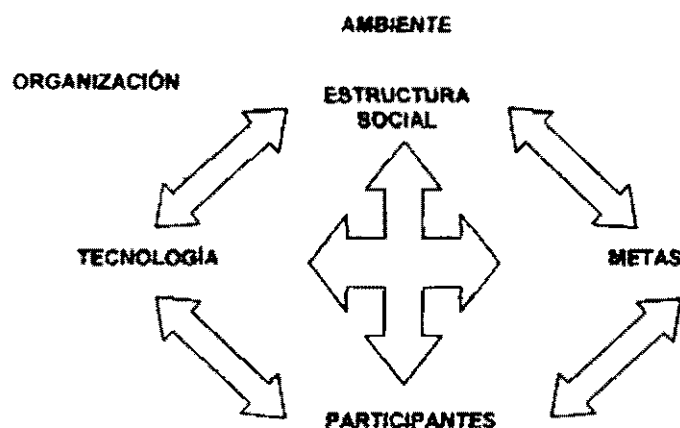 AMBIENTE
ORGANIZACIÓN
ESTRUCTURA
SOCIAL
TECNOLOGÍA
METAS
PARTICIPANTES